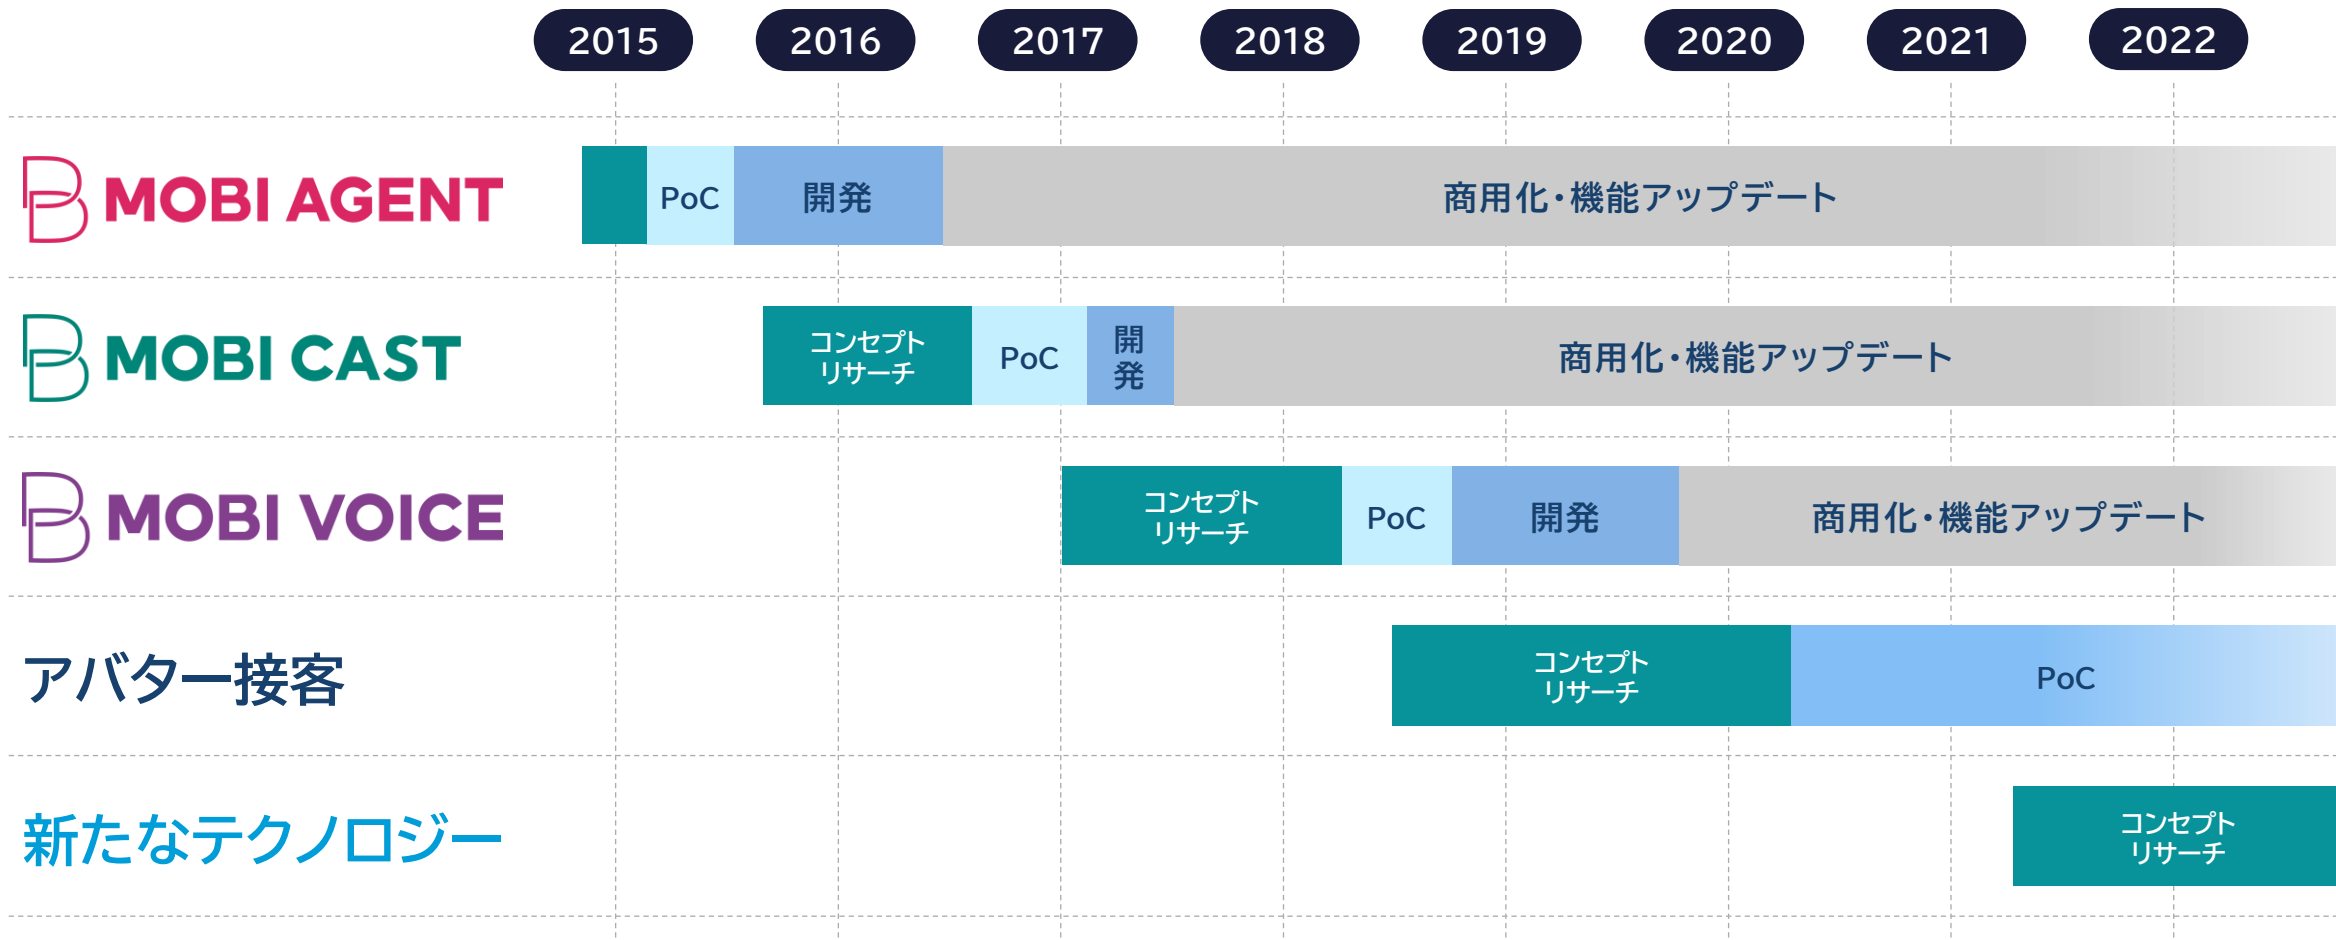 2015 2016 2017 2018 2019 2020 2021 2022
MOBI AGENT
PoC
開発
商用化・機能アップデート
MOBI CAST
コンセプト
リサーチ
PoC
開
発
商用化・機能アップデート
MOBI VOICE
コンセプト
リサーチ
PoC
開発
商用化・機能アップデート
アバター接客
コンセプト
リサーチ
PoC
新たなテクノロジー
コンセプト
リサーチ